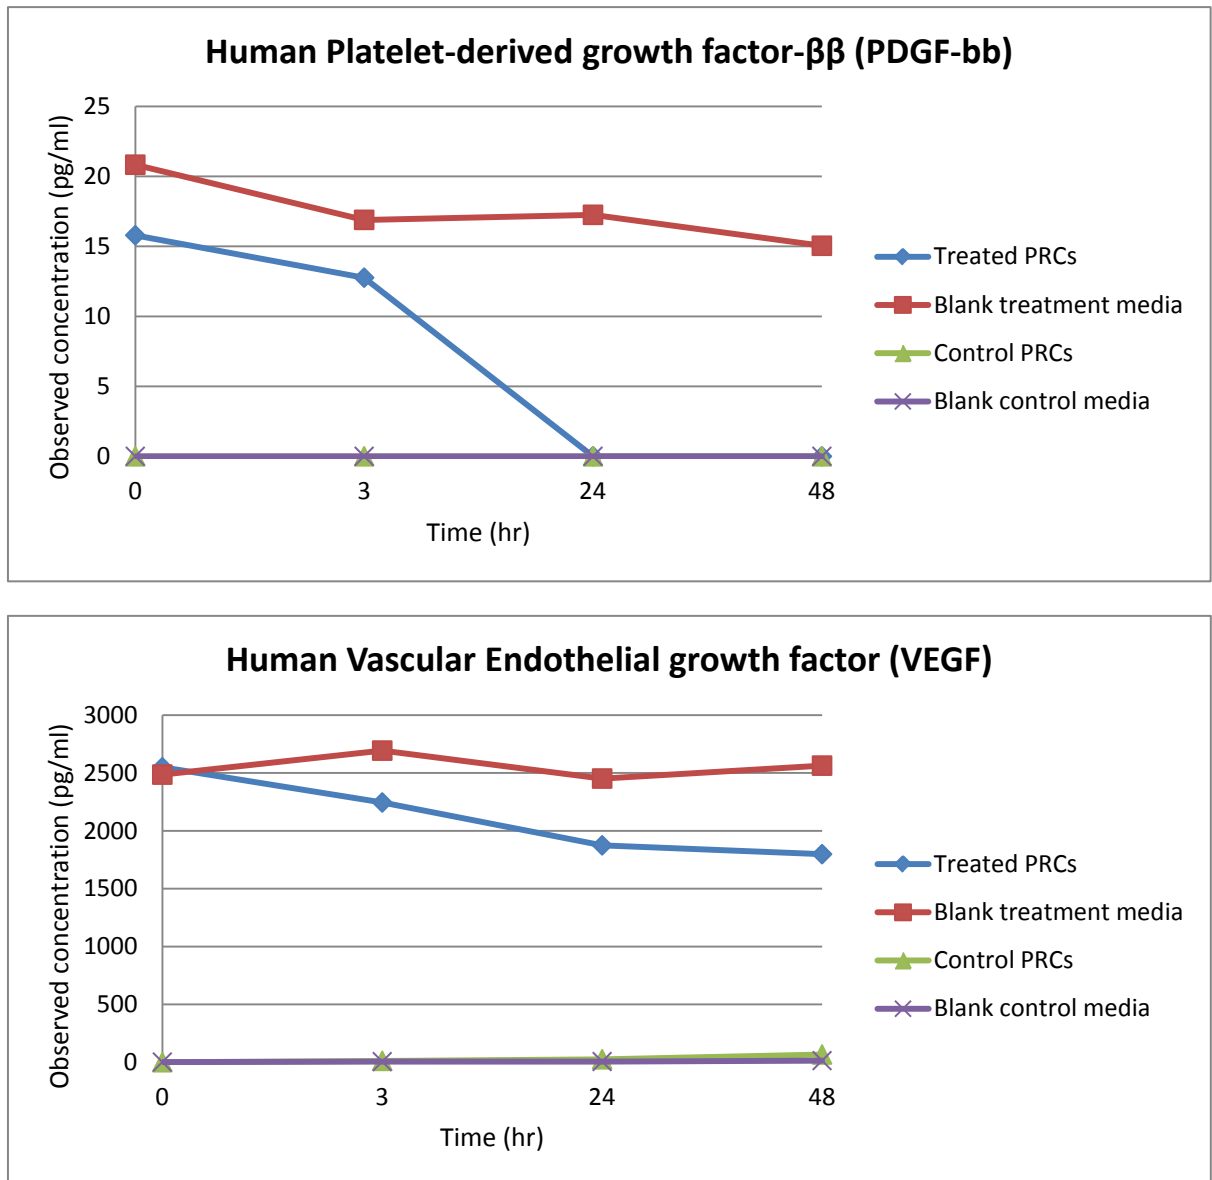 Human Platelet-derived growth factor-ββ (PDGF-bb)
Observed concentration (pg/ml)
25
20
15
10
5
0
0 3 24 48
Time (hr)
Treated PRCs
Blank treatment media
Control PRCs
Blank control media
Human Vascular Endothelial growth factor (VEGF)
Observed concentration (pg/ml)
3000
2500
2000
1500
1000
500
0
0 3 24 48
Time (hr)
Treated PRCs
Blank treatment media
Control PRCs
Blank control media